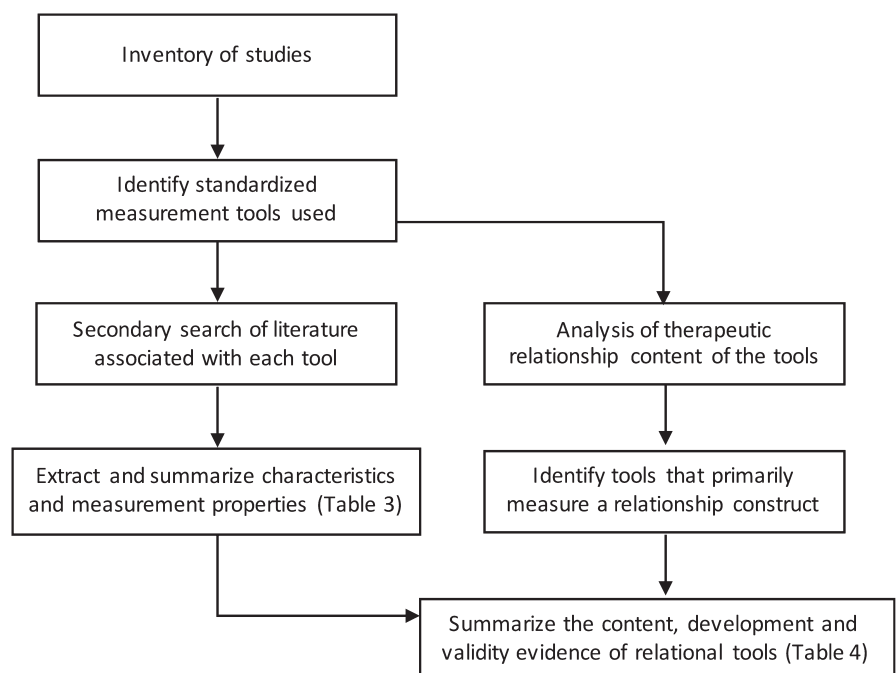 Inventory of studies
Identify standardized
measurement tools used
Secondary search of literature
associated with each tool
Analysis of therapeutic
relationship content of the tools
Extract and summarize characteristics
and measurement properties (Table 3)
Identify tools that primarily
measure a relationship construct
Summarize the content, development and
validity evidence of relational tools (Table 4)